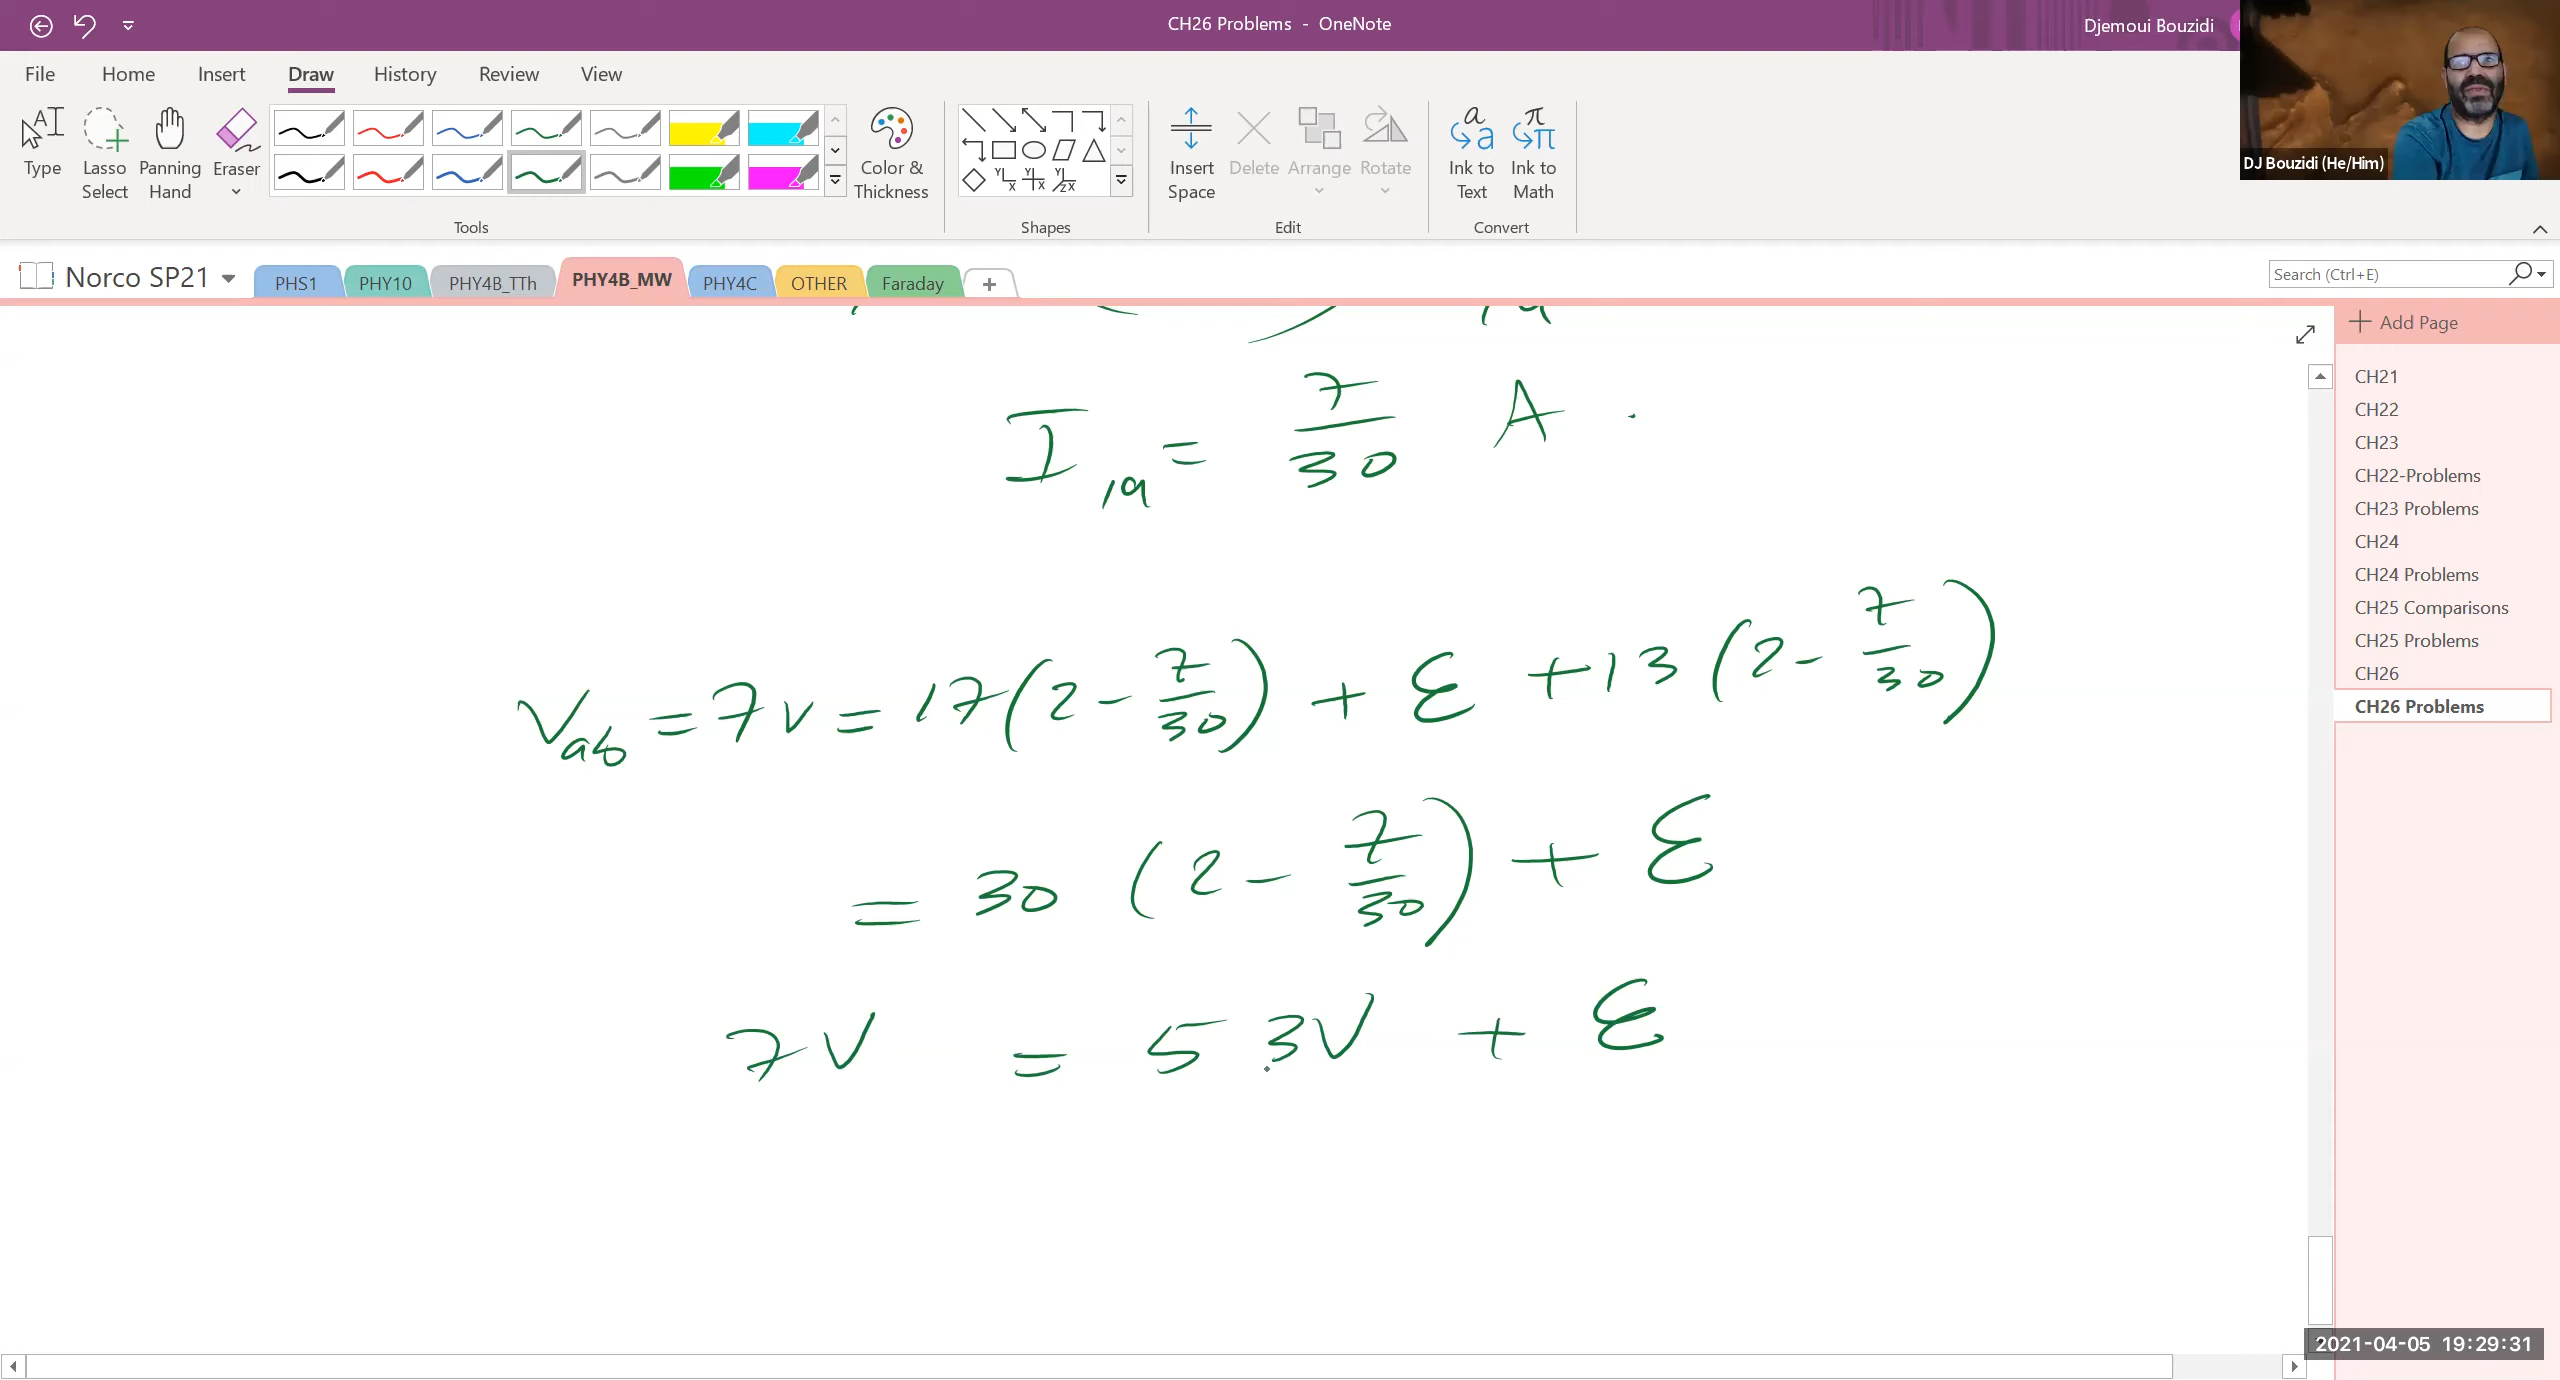 CH26 Problems - OneNote
Djemoui Bouzidi
File Home Insert Draw History Review View
DJ Bouzidi (He/Him)
Type Lasso Select Panning Hand Eraser Color & Thickness Insert Space Delete Arrange Rotate Ink to Text Ink to Math
Tools Shapes Edit Convert
Norco SP21 PHS1 PHY10 PHY4B_TTh PHY4B_MW PHY4C OTHER Faraday + Search (Ctrl+E)
Add Page
CH21
CH22
CH23
CH22-Problems
CH23 Problems
CH24
CH24 Problems
CH25 Comparisons
CH25 Problems
CH26
CH26 Problems
I19 = 7/30 A
Vab = 7v = 17(2 - 7/30) + ℰ + 13(2 - 7/30)
= 30 (2 - 7/30) + ℰ
7V = 53V + ℰ
2021-04-05 19:29:31